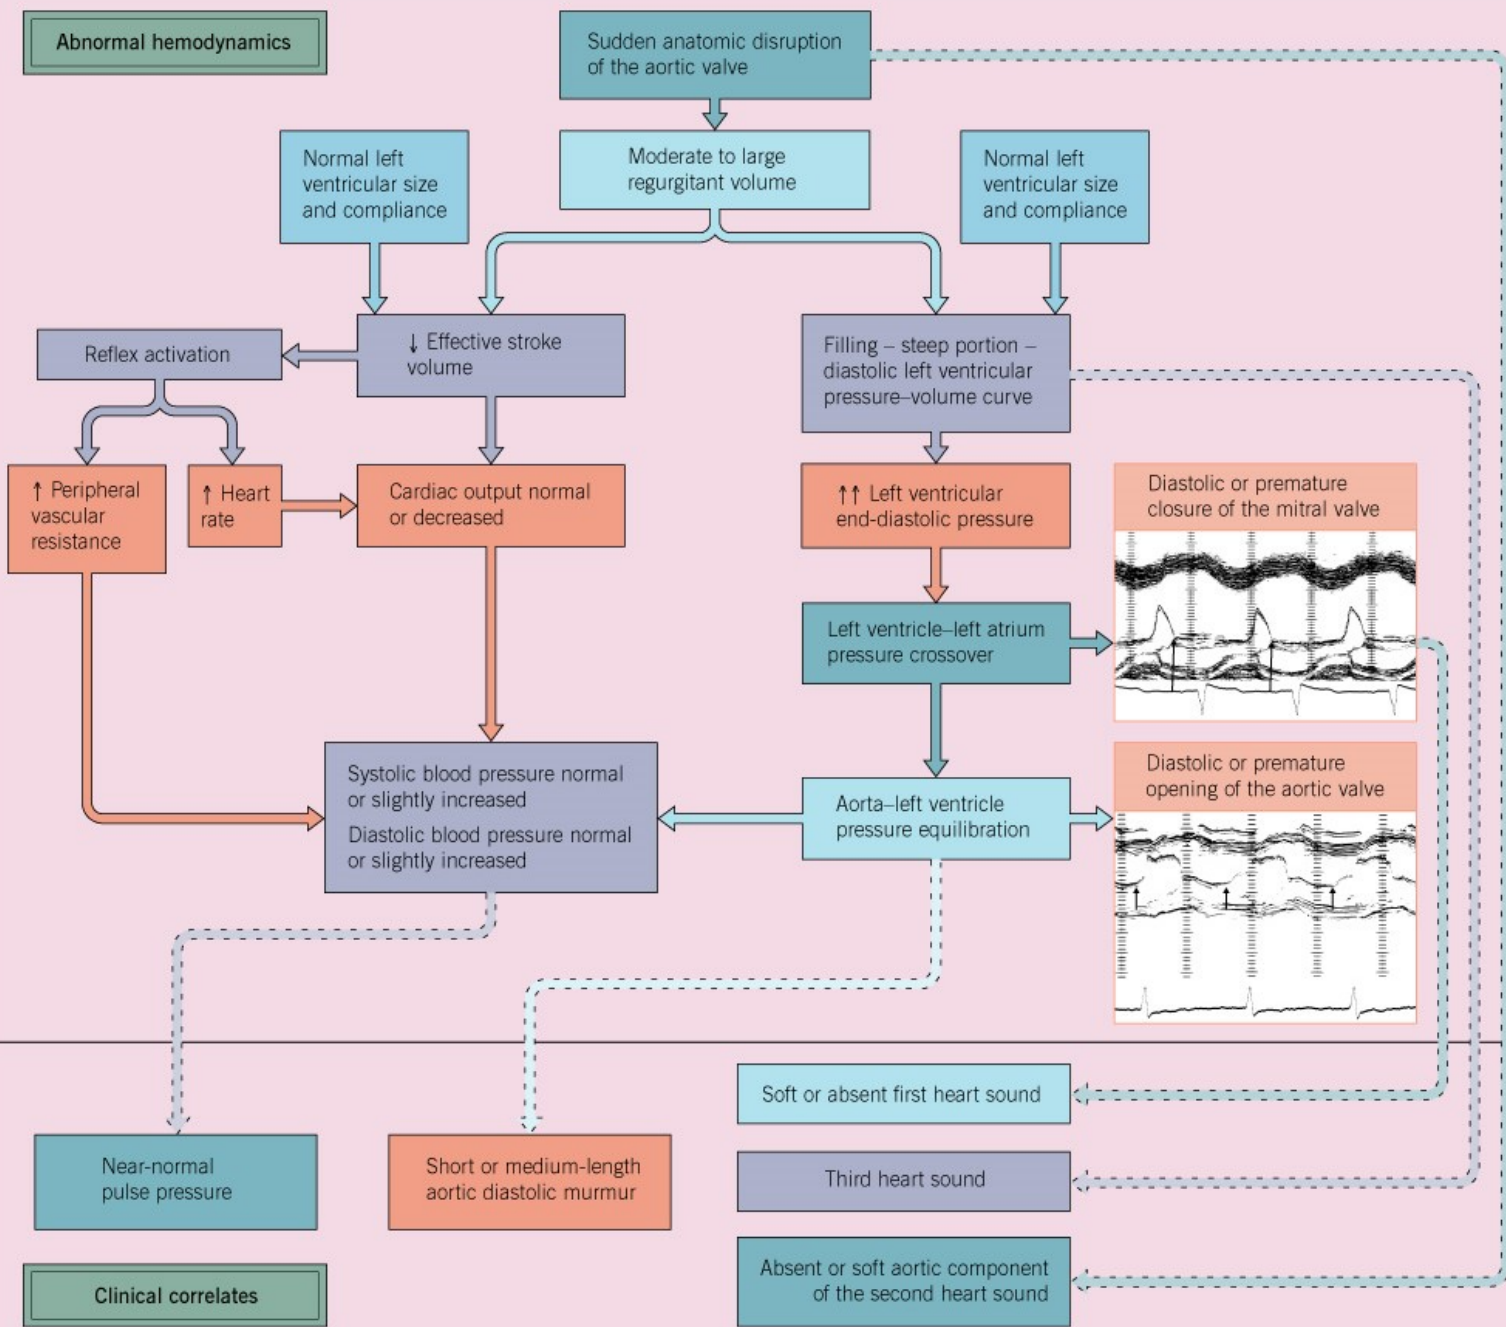 Abnormal hemodynamics
Sudden anatomic disruption
of the aortic valve
Normal left
ventricular size
and compliance
Moderate to large
regurgitant volume
Normal left
ventricular size
and compliance
Reflex activation
↓ Effective stroke
volume
Filling – steep portion –
diastolic left ventricular
pressure–volume curve
↑ Peripheral
vascular
resistance
↑ Heart
rate
Cardiac output normal
or decreased
↑↑ Left ventricular
end-diastolic pressure
Diastolic or premature
closure of the mitral valve
Left ventricle–left atrium
pressure crossover
Systolic blood pressure normal
or slightly increased
Diastolic blood pressure normal
or slightly increased
Aorta–left ventricle
pressure equilibration
Diastolic or premature
opening of the aortic valve
Soft or absent first heart sound
Near-normal
pulse pressure
Short or medium-length
aortic diastolic murmur
Third heart sound
Absent or soft aortic component
of the second heart sound
Clinical correlates